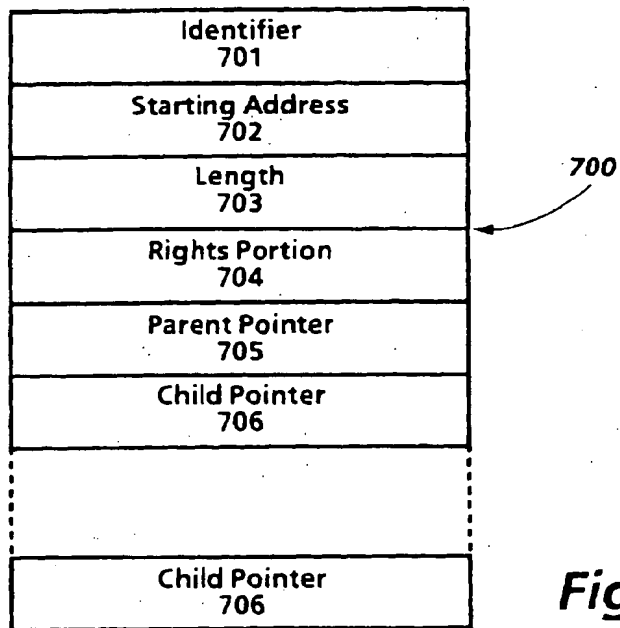 Identifier
701
Starting Address
702
Length
703
700
Rights Portion
704
Parent Pointer
705
Child Pointer
706
Child Pointer
706
Fig